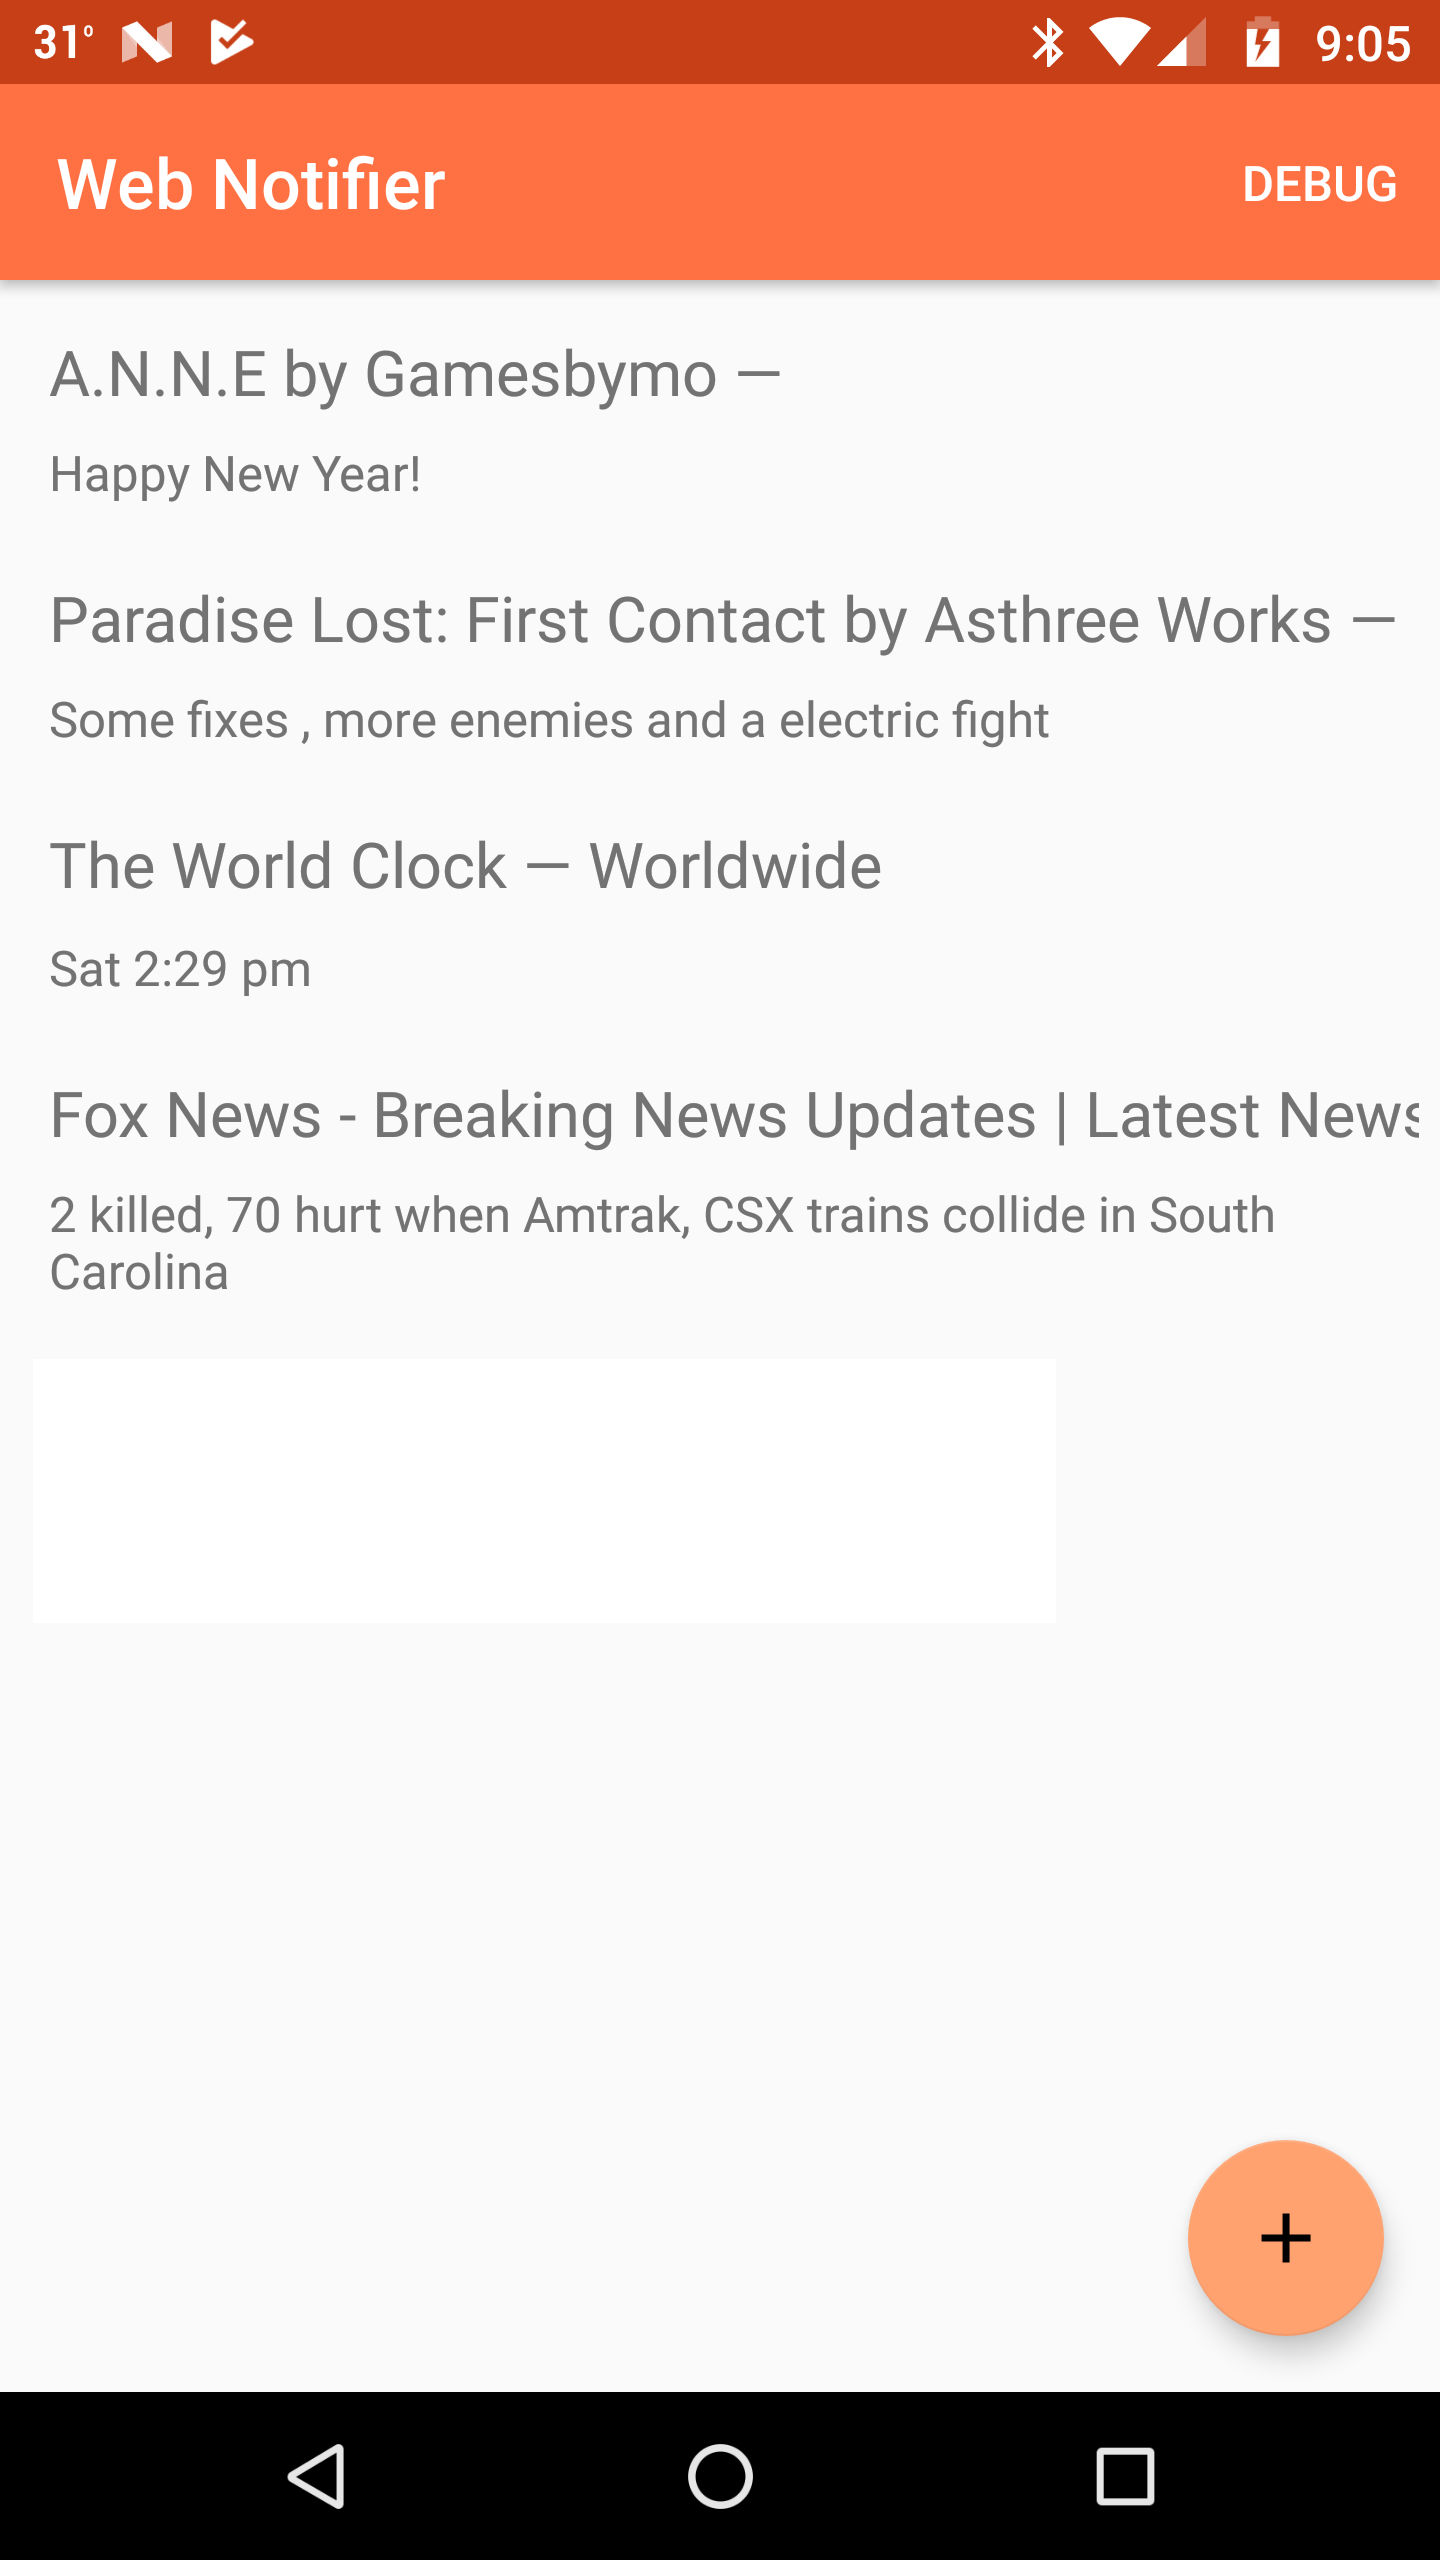 31° 9:05
Web Notifier DEBUG
A.N.N.E by Gamesbymo —
Happy New Year!
Paradise Lost: First Contact by Asthree Works —
Some fixes , more enemies and a electric fight
The World Clock — Worldwide
Sat 2:29 pm
Fox News - Breaking News Updates | Latest News
2 killed, 70 hurt when Amtrak, CSX trains collide in South
Carolina